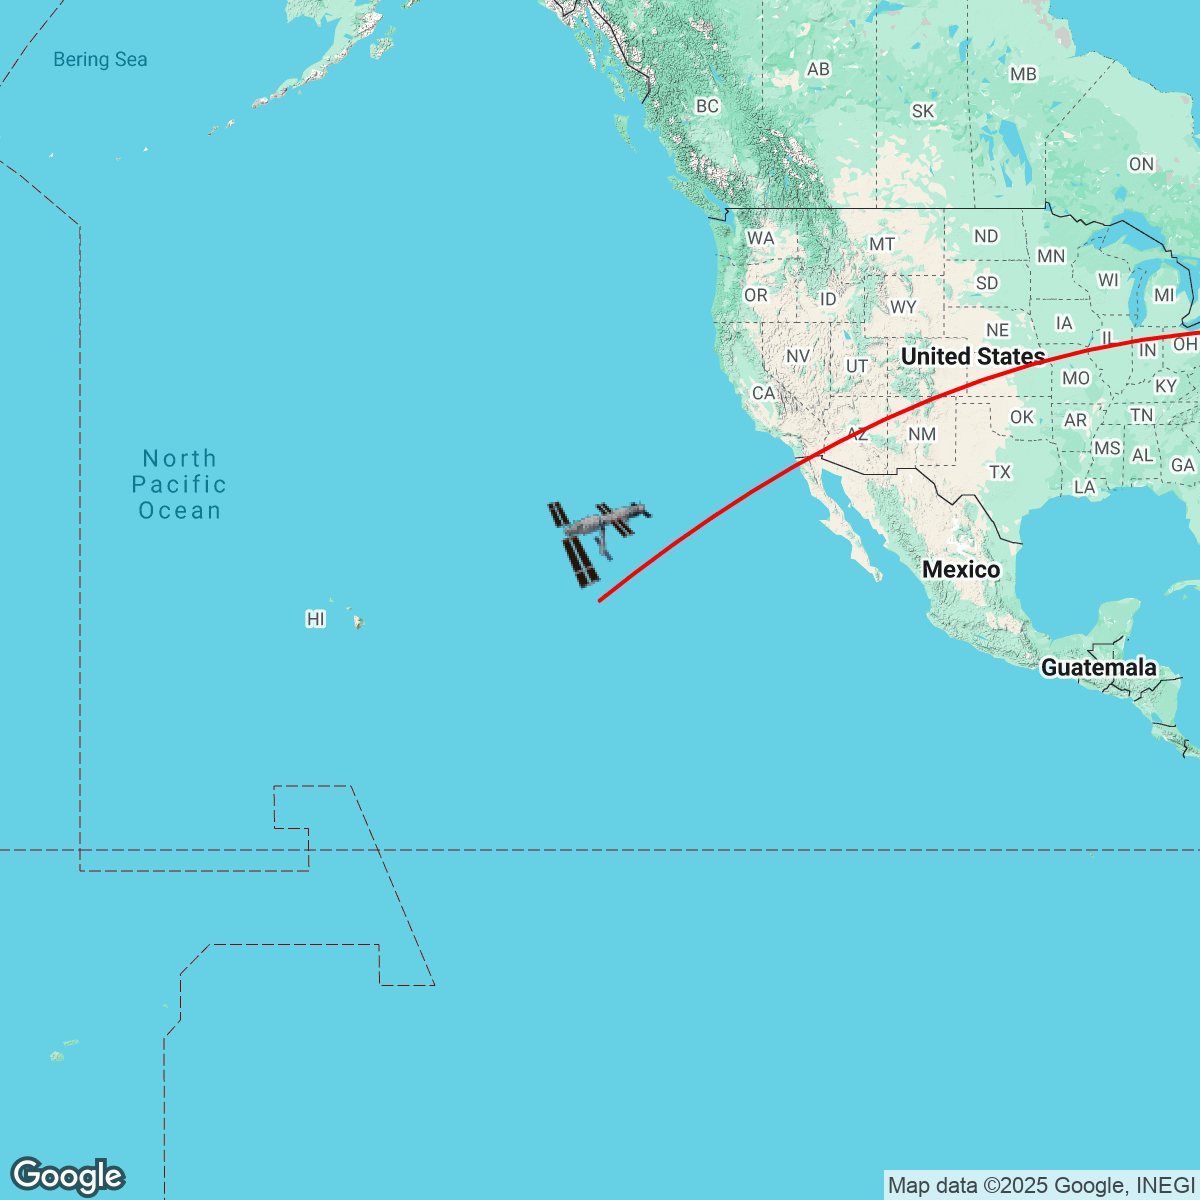 Bering Sea
AB
MB
BC
SK
ON
WA
MT
ND
MN
OR
ID
WY
SD
WI
MI
NE
IA
IL
IN
OH
NV
UT
United States
CA
MO
KY
AZ
NM
OK
AR
TN
MS
AL
GA
TX
LA
North
Pacific
Ocean
Mexico
HI
Guatemala
Google
Map data ©2025 Google, INEGI